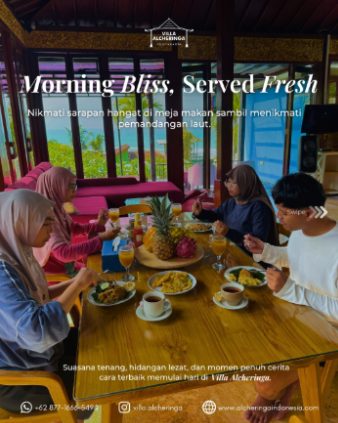 VILLA
ALCHERINGA
Morning Bliss, Served Fresh
Nikmati sarapan hangat di meja makan sambil menikmati
pemandangan laut.
Swipe
Suasana tenang, hidangan lezat, dan momen penuh cerita
cara terbaik memulai hari di Villa Alcheringa.
villa.alcheringa
www.alcheringaindonesia.com